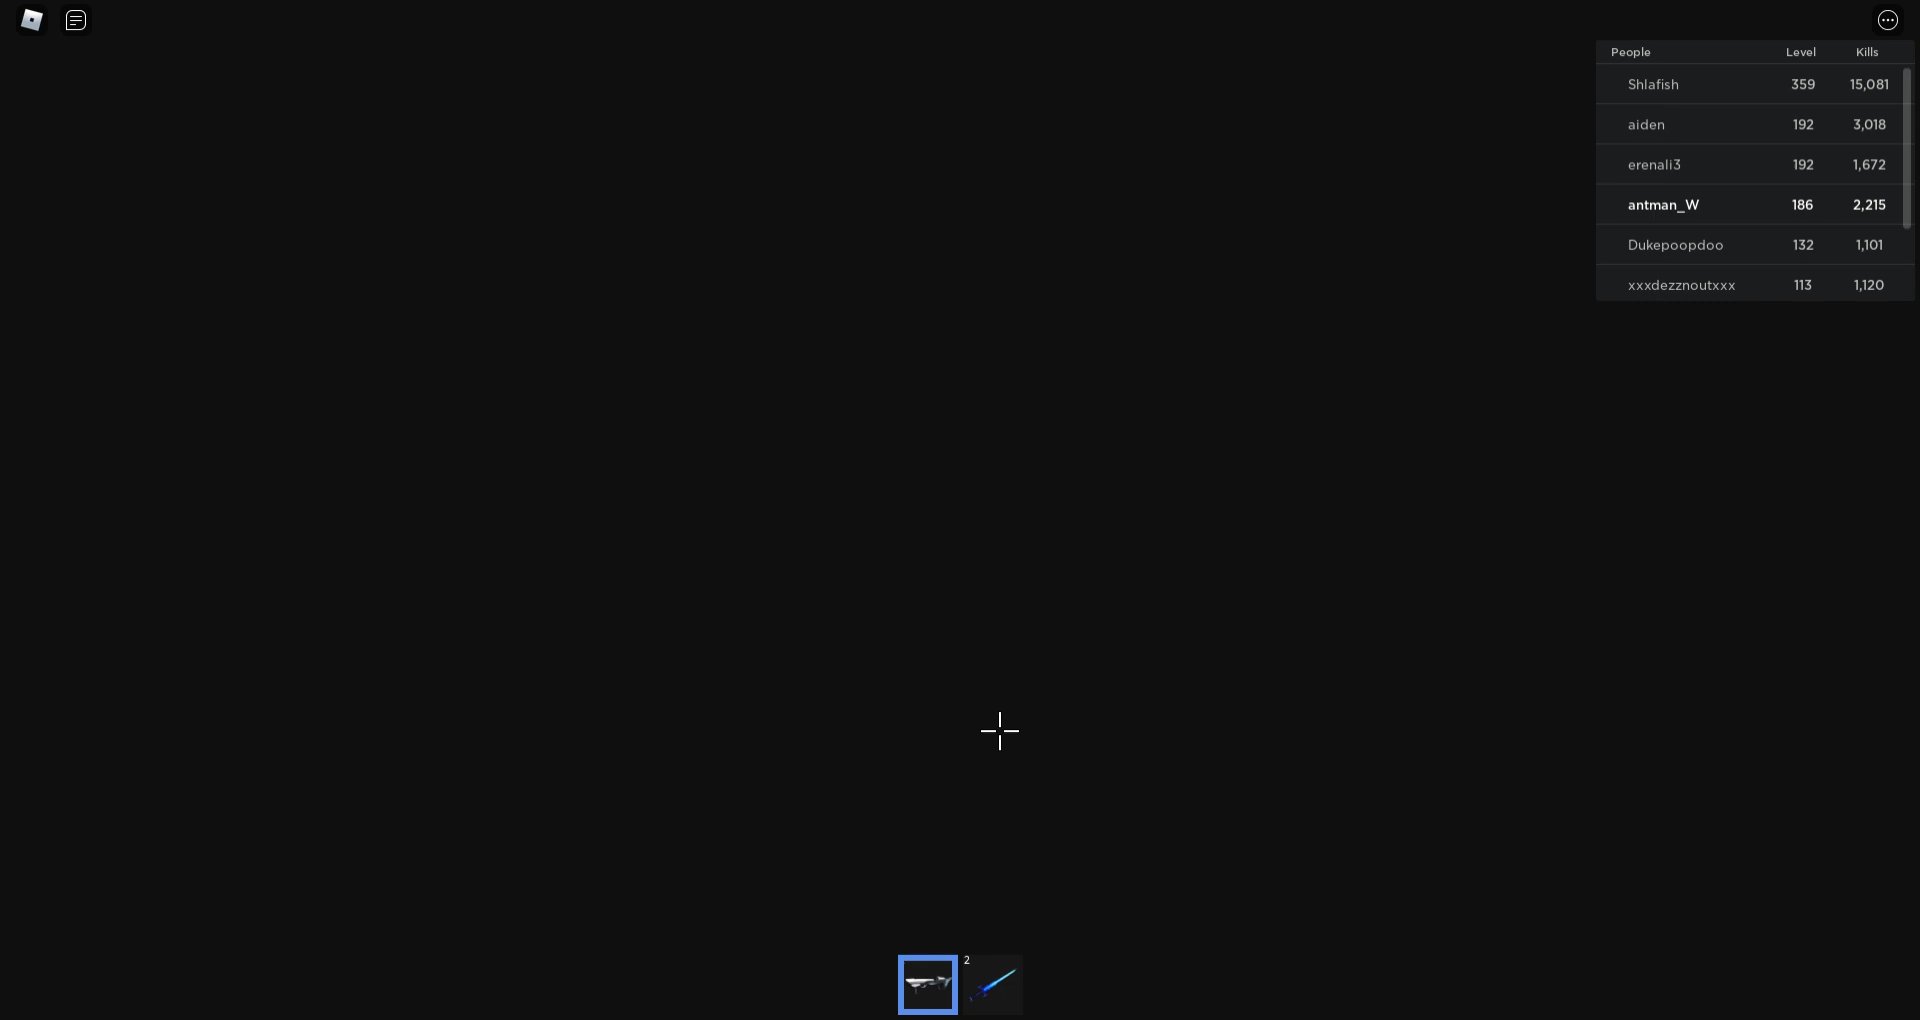 People Level Kills
Shlafish 359 15,081
aiden 192 3,018
erenali3 192 1,672
antman_W 186 2,215
Dukepoopdoo 132 1,101
xxxdezznoutxxx 113 1,120
2